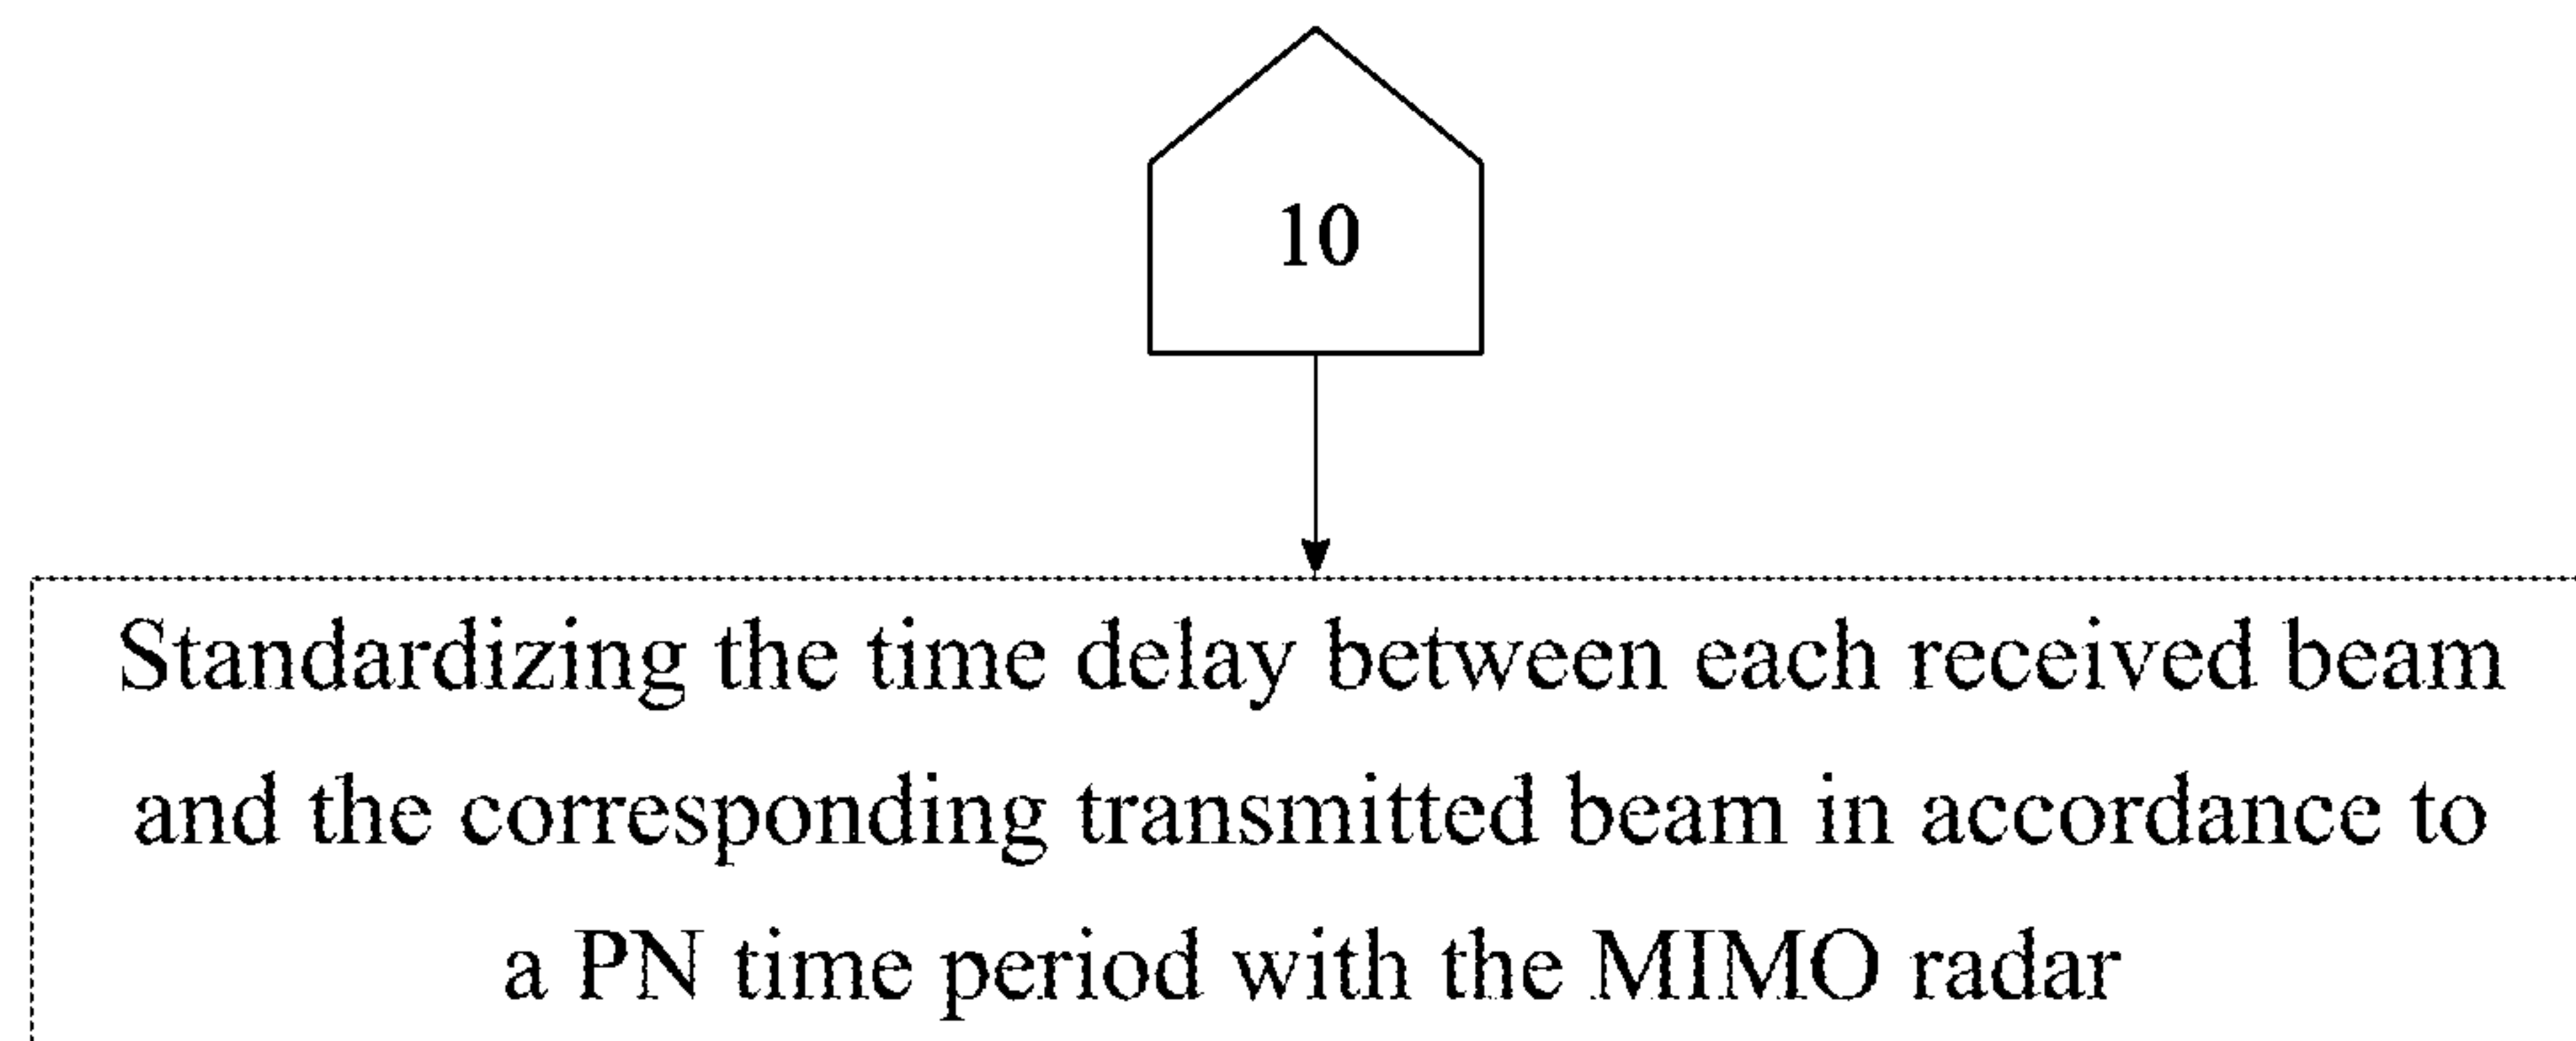 10
Standardizing the time delay between each received beam
and the corresponding transmitted beam in accordance to
a PN time period with the MIMO radar